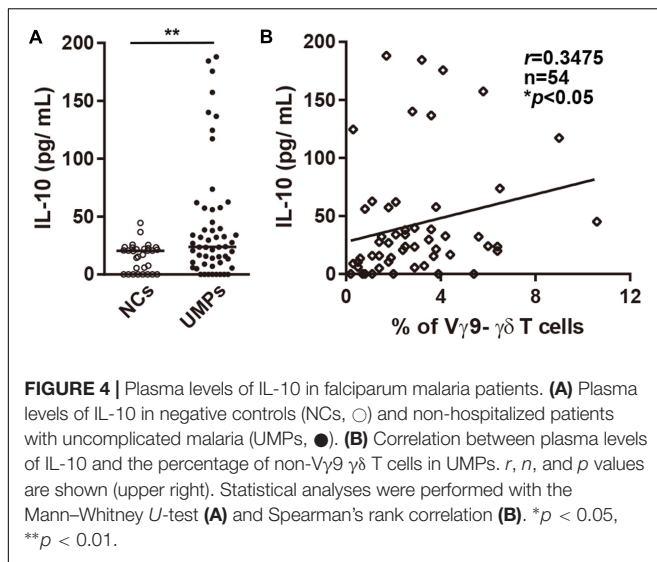 A
**
200
150
100
50
0
IL-10 (pg/ mL)
NCs
UMPs
B
200
150
100
50
0
IL-10 (pg/ mL)
r=0.3475
n=54
*p<0.05
0
4
8
12
% of Vγ9- γδ T cells
FIGURE 4 | Plasma levels of IL-10 in falciparum malaria patients. (A) Plasma
levels of IL-10 in negative controls (NCs, ○) and non-hospitalized patients
with uncomplicated malaria (UMPs, ●). (B) Correlation between plasma levels
of IL-10 and the percentage of non-Vγ9 γδ T cells in UMPs. r, n, and p values
are shown (upper right). Statistical analyses were performed with the
Mann–Whitney U-test (A) and Spearman's rank correlation (B). *p < 0.05,
**p < 0.01.